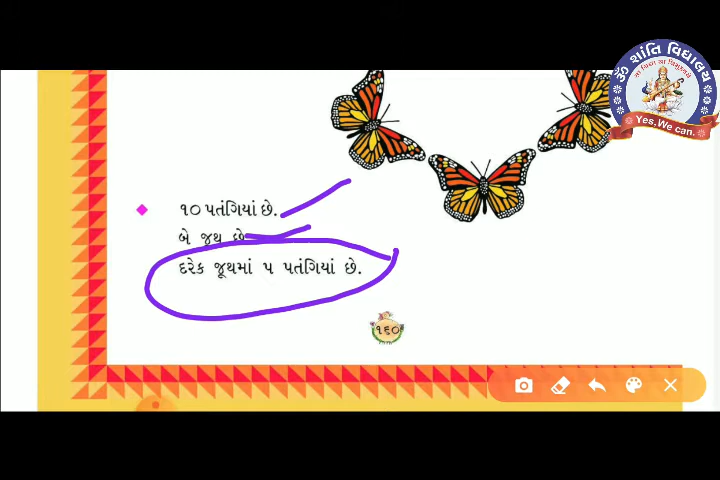 ૐ શાંતિ વિદ્યાલય
Yes. We can.
૧૦ પતંગિયાં છે.
બે જૂથ છે
દરેક જૂથમાં ૫ પતંગિયાં છે.
૧૬૦